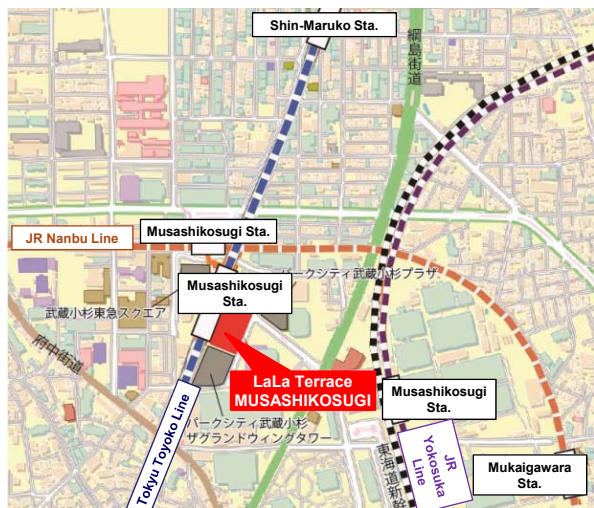 Shin-Maruko Sta.
綱島街道
JR Nanbu Line
Musashikosugi Sta.
パークシティ武蔵小杉プラザ
Musashikosugi
Sta.
武蔵小杉東急スクエア
府中街道
LaLa Terrace
MUSASHIKOSUGI
Musashikosugi
Sta.
パークシティ武蔵小杉
ザグランドウィングタワー
Tokyu Toyoko Line
東海道新幹
JR
Yokosuka
Line
Mukaigawara
Sta.